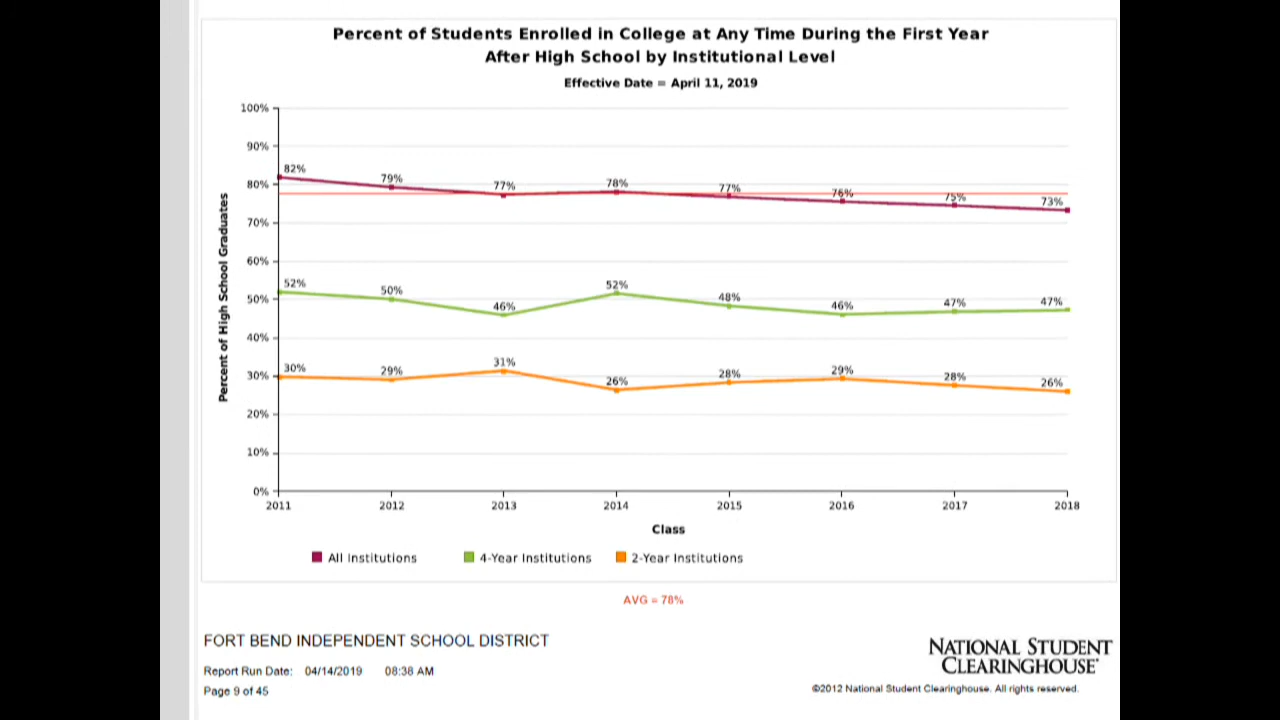 Percent of Students Enrolled in College at Any Time During the First Year
After High School by Institutional Level
Effective Date = April 11, 2019
Percent of High School Graduates
100%
90%
80%
70%
60%
50%
40%
30%
20%
10%
0%
82% 79% 77% 78% 77% 76% 75% 73%
52% 50% 46% 52% 48% 46% 47% 47%
30% 29% 31% 26% 28% 29% 28% 26%
2011 2012 2013 2014 2015 2016 2017 2018
Class
All Institutions 4-Year Institutions 2-Year Institutions
AVG = 78%
FORT BEND INDEPENDENT SCHOOL DISTRICT
Report Run Date: 04/14/2019 08:38 AM
Page 9 of 45
NATIONAL STUDENT
CLEARINGHOUSE®
©2012 National Student Clearinghouse. All rights reserved.